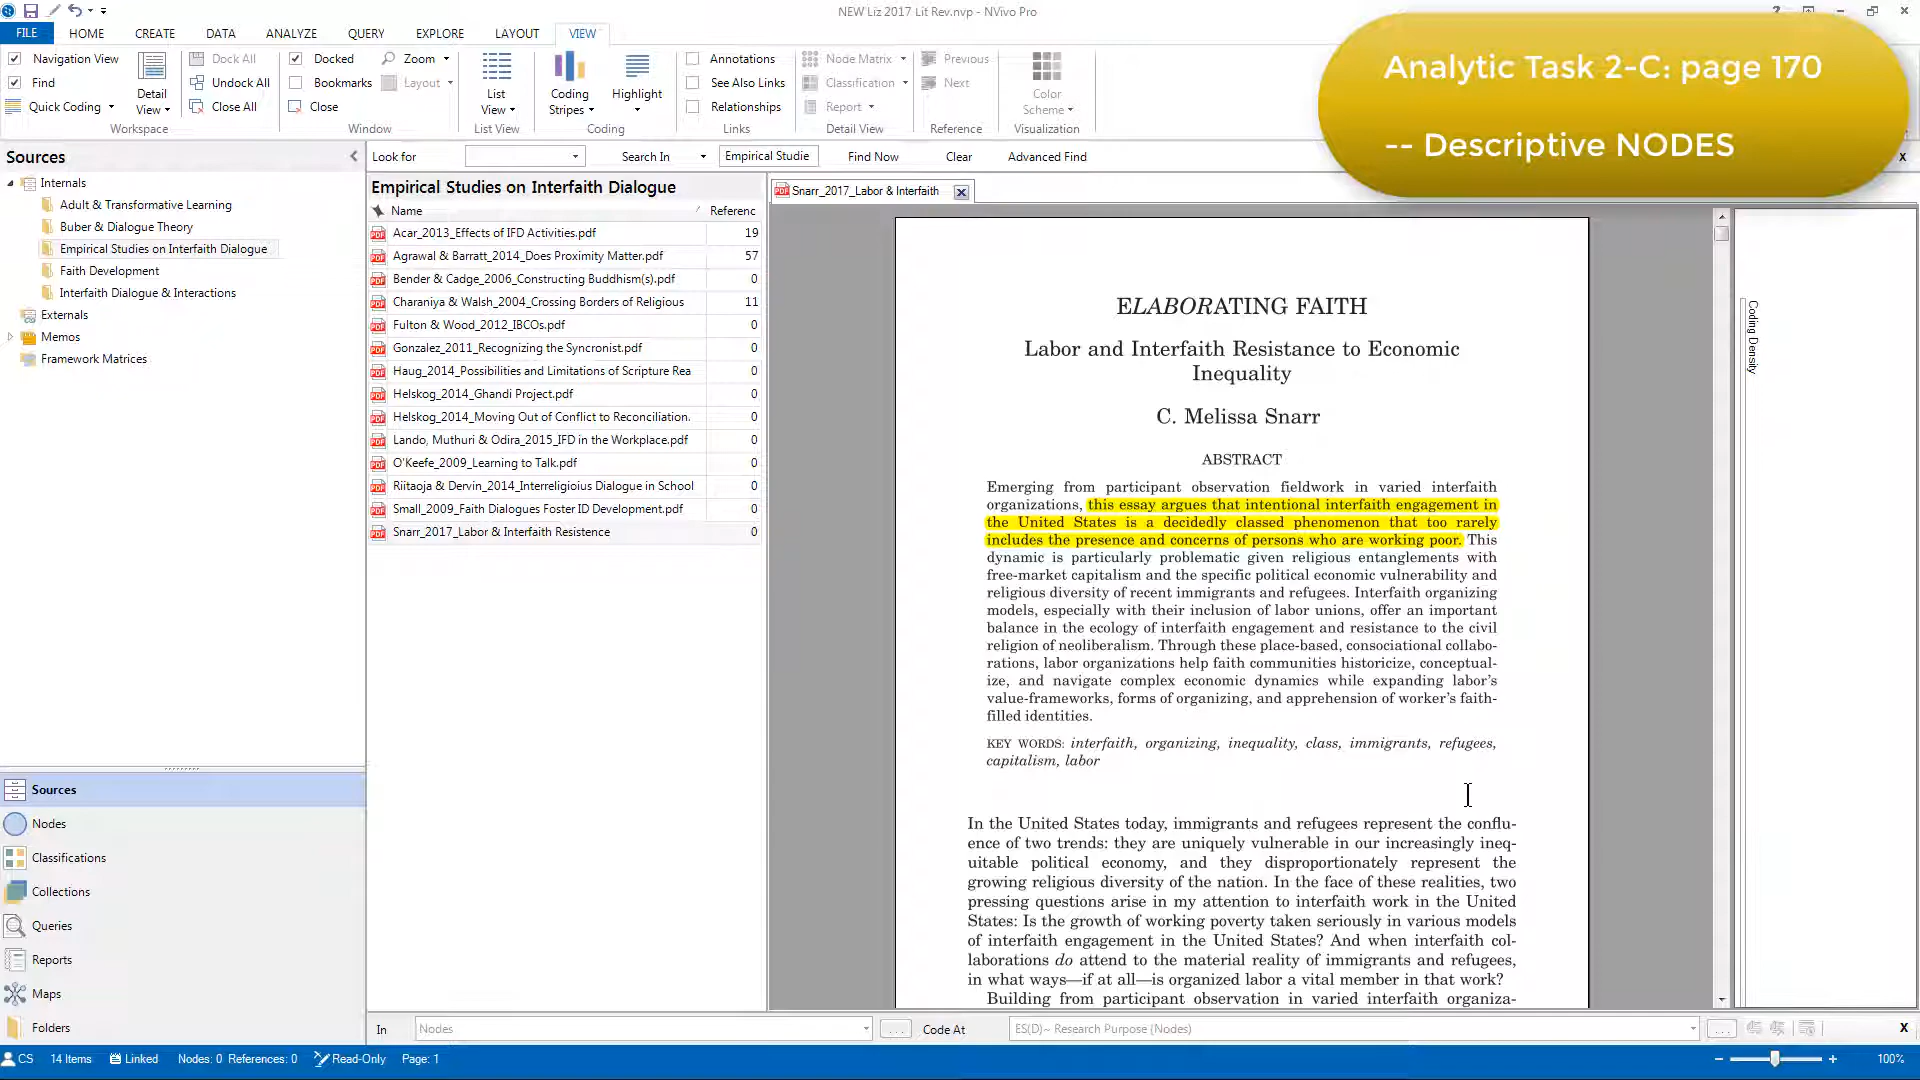 NEW Liz 2017 Lit Rev.nvp - NVivo Pro
FILE HOME CREATE DATA ANALYZE QUERY EXPLORE LAYOUT VIEW
Navigation View
Find
Quick Coding
Detail
View
Dock All
Undock All
Close All
Workspace
Docked
Bookmarks
Close
Zoom
Layout
Window
List
View
List View
Coding
Stripes
Highlight
Coding
Annotations
See Also Links
Relationships
Links
Node Matrix
Classification
Report
Detail View
Previous
Next
Reference
Color
Scheme
Visualization
Analytic Task 2-C: page 170
-- Descriptive NODES
Sources
Internals
Adult & Transformative Learning
Buber & Dialogue Theory
Empirical Studies on Interfaith Dialogue
Faith Development
Interfaith Dialogue & Interactions
Externals
Memos
Framework Matrices
Sources
Nodes
Classifications
Collections
Queries
Reports
Maps
Folders
Look for Search In Empirical Studie Find Now Clear Advanced Find X
Empirical Studies on Interfaith Dialogue
Name Referenc
Acar_2013_Effects of IFD Activities.pdf 19
Agrawal & Barratt_2014_Does Proximity Matter.pdf 57
Bender & Cadge_2006_Constructing Buddhism(s).pdf 0
Charaniya & Walsh_2004_Crossing Borders of Religious 11
Fulton & Wood_2012_IBCOs.pdf 0
Gonzalez_2011_Recognizing the Syncronist.pdf 0
Haug_2014_Possibilities and Limitations of Scripture Rea 0
Helskog_2014_Ghandi Project.pdf 0
Helskog_2014_Moving Out of Conflict to Reconciliation. 0
Lando, Muthuri & Odira_2015_IFD in the Workplace.pdf 0
O'Keefe_2009_Learning to Talk.pdf 0
Riitaoja & Dervin_2014_Interreligioius Dialogue in School 0
Small_2009_Faith Dialogues Foster ID Development.pdf 0
Snarr_2017_Labor & Interfaith Resistence 0
Snarr_2017_Labor & Interfaith
ELABORATING FAITH
Labor and Interfaith Resistance to Economic
Inequality
C. Melissa Snarr
ABSTRACT
Emerging from participant observation fieldwork in varied interfaith
organizations, this essay argues that intentional interfaith engagement in
the United States is a decidedly classed phenomenon that too rarely
includes the presence and concerns of persons who are working poor. This
dynamic is particularly problematic given religious entanglements with
free-market capitalism and the specific political economic vulnerability and
religious diversity of recent immigrants and refugees. Interfaith organizing
models, especially with their inclusion of labor unions, offer an important
balance in the ecology of interfaith engagement and resistance to the civil
religion of neoliberalism. Through these place-based, consociational collabo-
rations, labor organizations help faith communities historicize, conceptual-
ize, and navigate complex economic dynamics while expanding labor's
value-frameworks, forms of organizing, and apprehension of worker's faith-
filled identities.
KEY WORDS: interfaith, organizing, inequality, class, immigrants, refugees,
capitalism, labor
In the United States today, immigrants and refugees represent the conflu-
ence of two trends: they are uniquely vulnerable in our increasingly ineq-
uitable political economy, and they disproportionately represent the
growing religious diversity of the nation. In the face of these realities, two
pressing questions arise in my attention to interfaith work in the United
States: Is the growth of working poverty taken seriously in various models
of interfaith engagement in the United States? And when interfaith col-
laborations do attend to the material reality of immigrants and refugees,
in what ways—if at all—is organized labor a vital member in that work?
Building from participant observation in varied interfaith organiza-
Coding Density
In Nodes ... Code At ES(D)~ Research Purpose (Nodes) ... X
CS 14 Items Linked Nodes: 0 References: 0 Read-Only Page: 1 100%